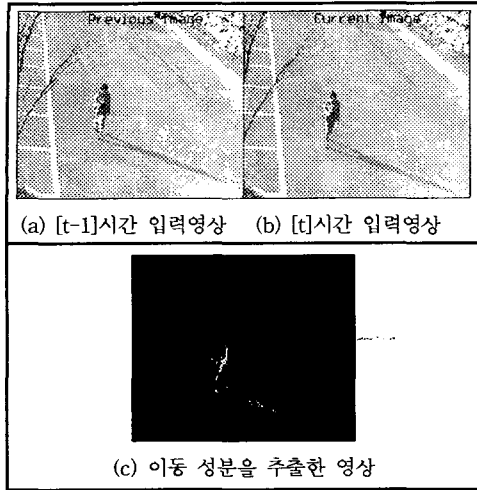 Previous Image
Current Image
(a) [t-1]시간 입력영상
(b) [t]시간 입력영상
(c) 이동 성분을 추출한 영상